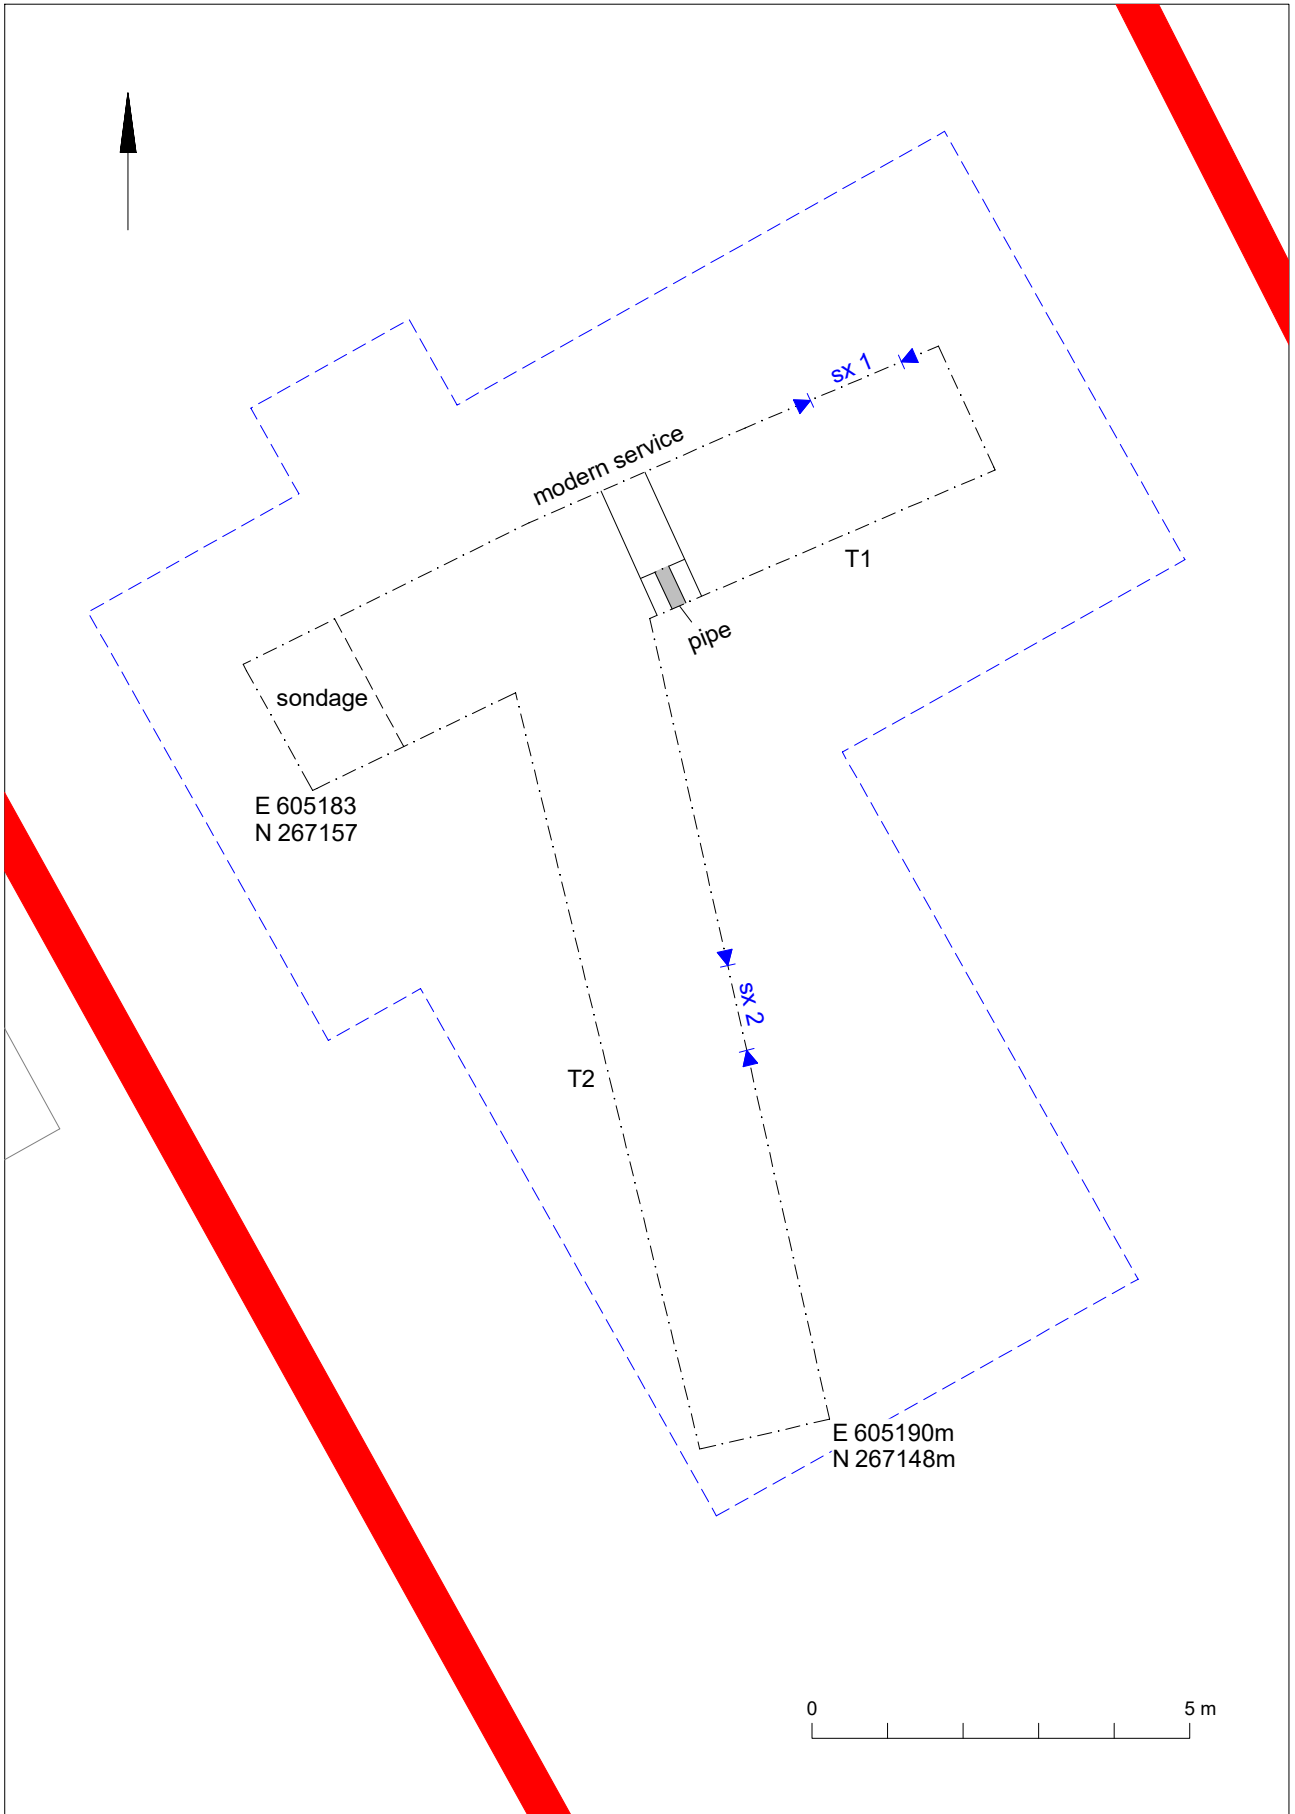 sx 1
modern service
T1
pipe
sondage
E 605183
N 267157
sx 2
T2
E 605190m
N 267148m
0
5 m